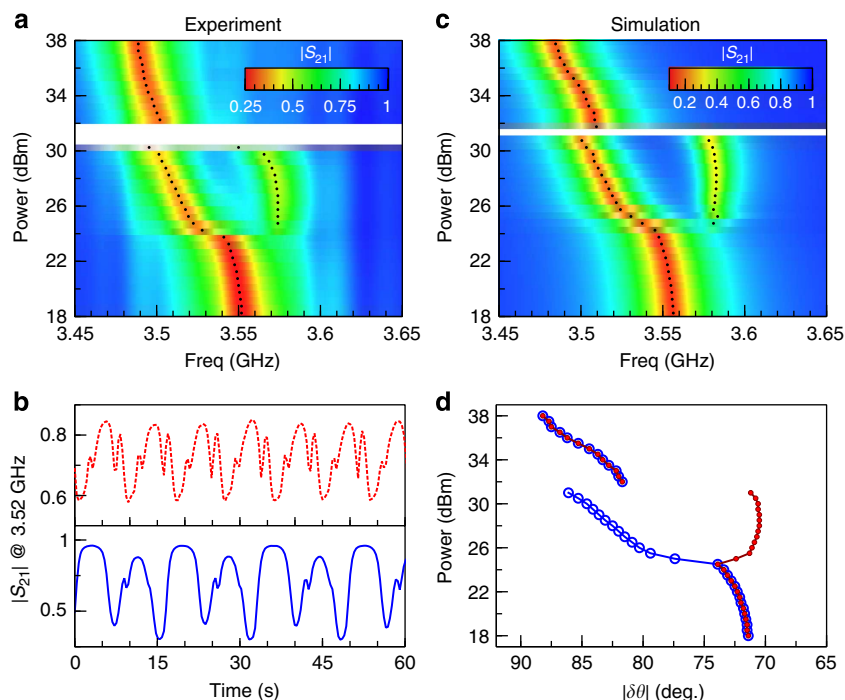 a
Experiment
|S21|
0.25 0.5 0.75 1
Power (dBm)
38
34
30
26
22
18
3.45 3.5 3.55 3.6 3.65
Freq (GHz)
c
Simulation
|S21|
0.2 0.4 0.6 0.8 1
Power (dBm)
38
34
30
26
22
18
3.45 3.5 3.55 3.6 3.65
Freq (GHz)
b
|S21| @ 3.52 GHz
0.8
0.6
1
0.5
0 15 30 45 60
Time (s)
d
Power (dBm)
38
34
30
26
22
18
90 85 80 75 70 65
|δθ| (deg.)